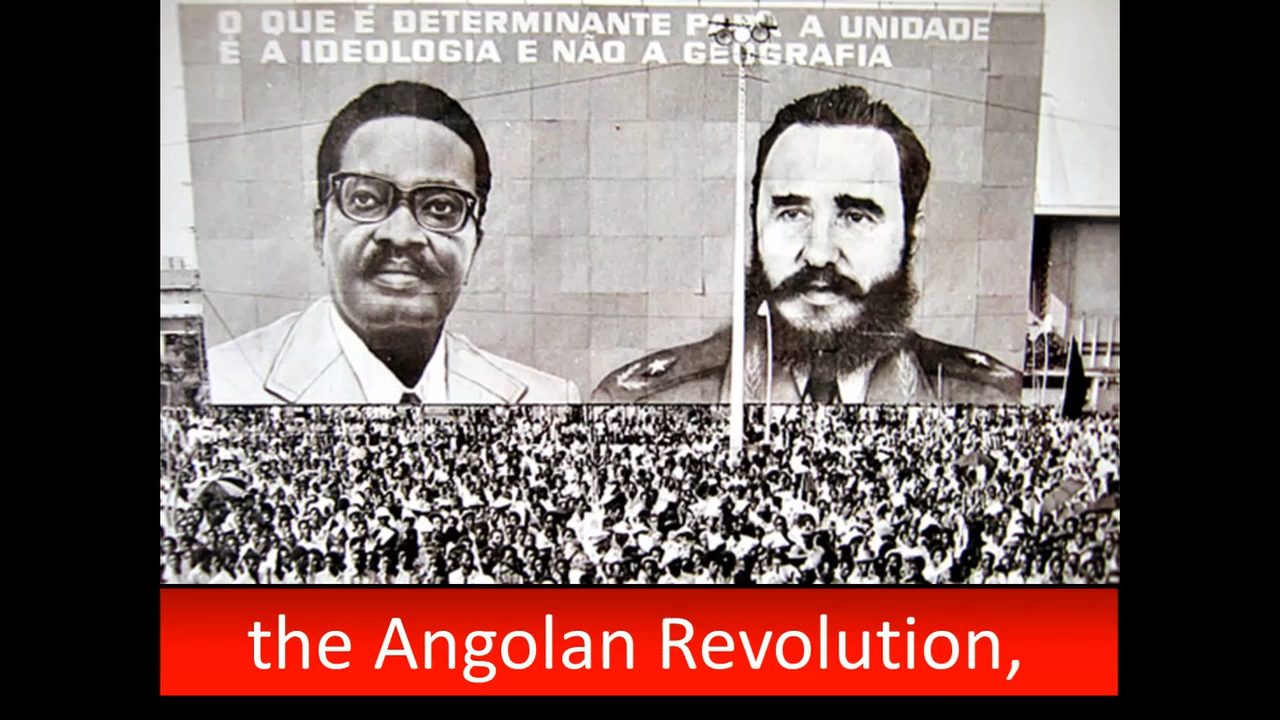 O QUE É DETERMINANTE PARA A UNIDADE
É A IDEOLOGIA E NÃO A GEOGRAFIA
the Angolan Revolution,